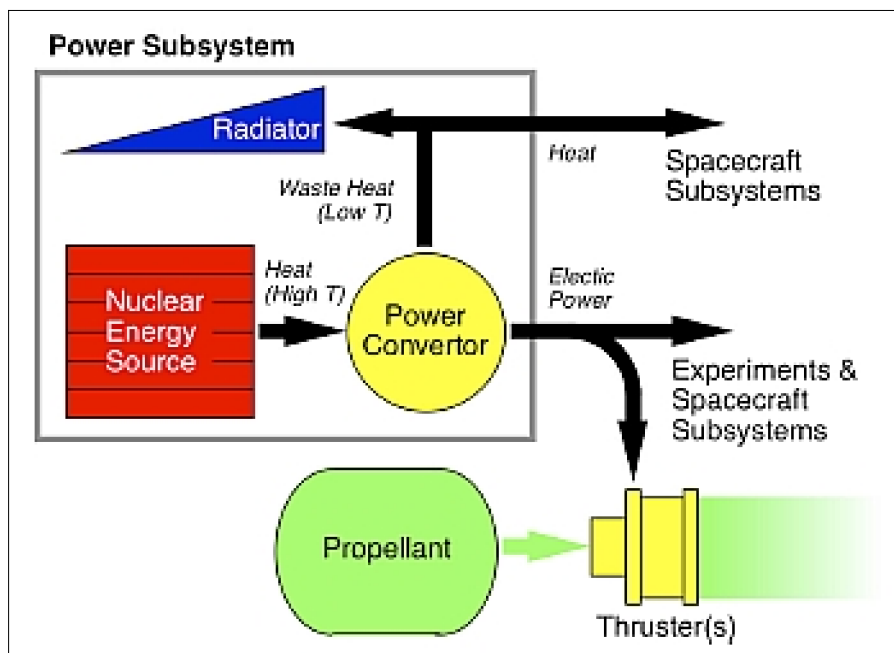 Power Subsystem
Radiator
Heat
Spacecraft
Subsystems
Waste Heat
(Low T)
Nuclear
Energy
Source
Heat
(High T)
Power
Convertor
Electic
Power
Experiments &
Spacecraft
Subsystems
Propellant
Thruster(s)